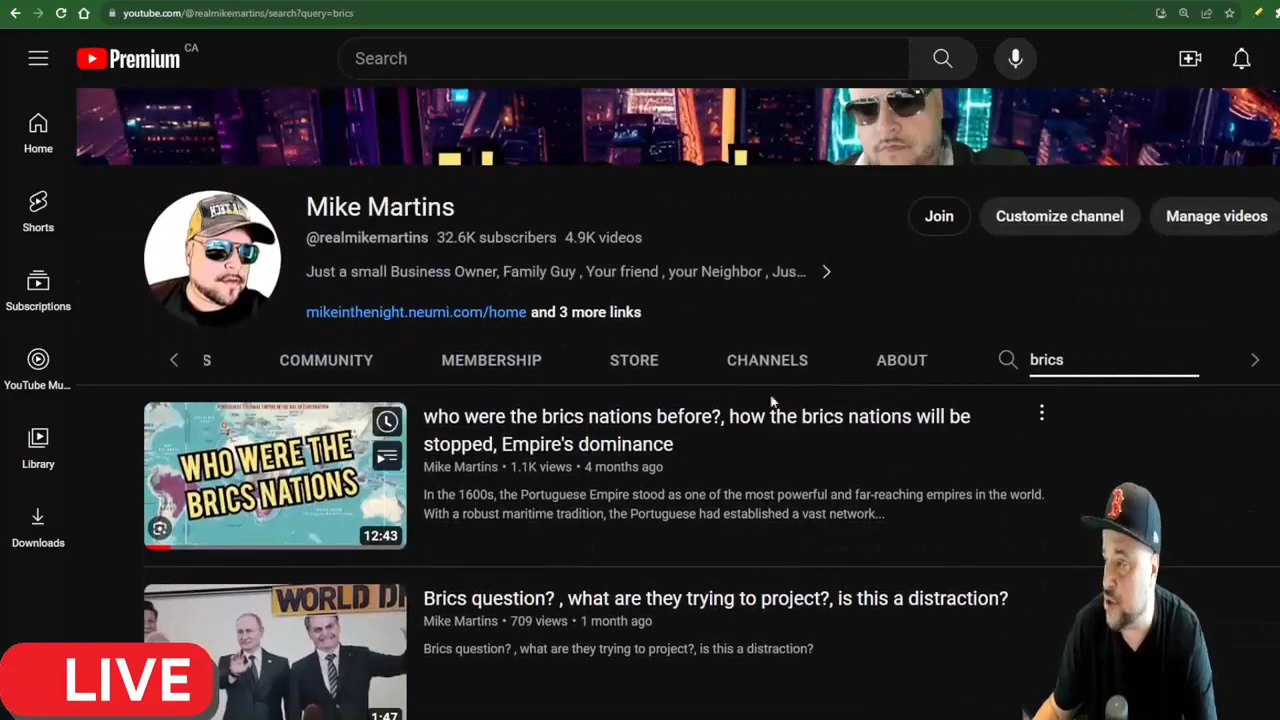 youtube.com/@realmikemartins/search?query=brics
Premium CA
Search
Home
Shorts
Subscriptions
YouTube Mu...
Library
Downloads
Mike Martins
@realmikemartins 32.6K subscribers 4.9K videos
Just a small Business Owner, Family Guy , Your friend , your Neighbor , Jus...
mikeinthenight.neumi.com/home and 3 more links
Join
Customize channel
Manage videos
S COMMUNITY MEMBERSHIP STORE CHANNELS ABOUT brics
WHO WERE THE
BRICS NATIONS
12:43
who were the brics nations before?, how the brics nations will be
stopped, Empire's dominance
Mike Martins • 1.1K views • 4 months ago
In the 1600s, the Portuguese Empire stood as one of the most powerful and far-reaching empires in the world.
With a robust maritime tradition, the Portuguese had established a vast network...
WORLD
1:47
Brics question? , what are they trying to project?, is this a distraction?
Mike Martins • 709 views • 1 month ago
Brics question? , what are they trying to project?, is this a distraction?
LIVE